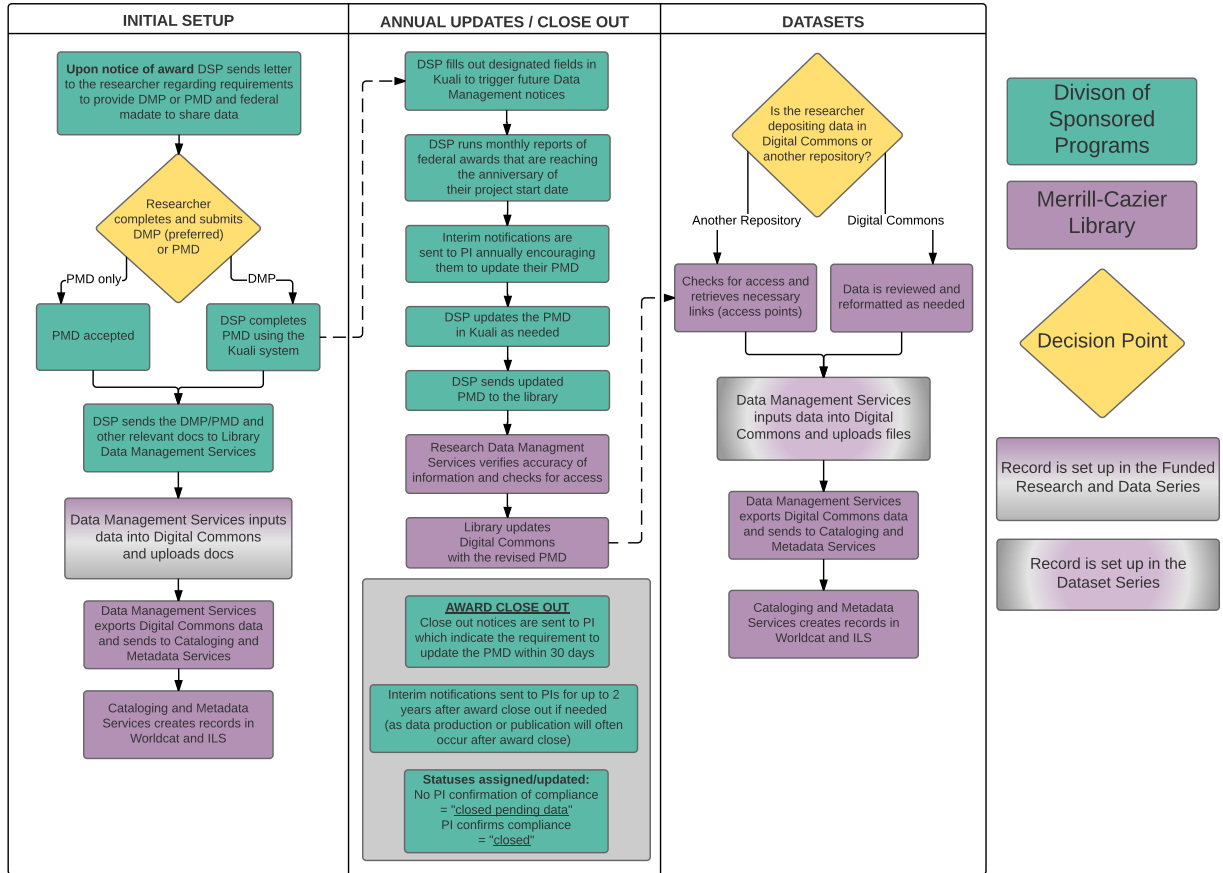 INITIAL SETUP
Upon notice of award DSP sends letter
to the researcher regarding requirements
to provide DMP or PMD and federal
madate to share data
Researcher
completes and submits
DMP (preferred)
or PMD
PMD only
DMP
PMD accepted
DSP completes
PMD using the
Kuali system
DSP sends the DMP/PMD and
other relevant docs to Library
Data Management Services
Data Management Services inputs
data into Digital Commons
and uploads docs
Data Management Services
exports Digital Commons data
and sends to Cataloging and
Metadata Services
Cataloging and Metadata
Services creates records in
Worldcat and ILS
ANNUAL UPDATES / CLOSE OUT
DSP fills out designated fields in
Kuali to trigger future Data
Management notices
DSP runs monthly reports of
federal awards that are reaching
the anniversary of
their project start date
Interim notifications are
sent to PI annually encouraging
them to update their PMD
DSP updates the PMD
in Kuali as needed
DSP sends updated
PMD to the library
Research Data Managment
Services verifies accuracy of
information and checks for access
Library updates
Digital Commons
with the revised PMD
AWARD CLOSE OUT
Close out notices are sent to PI
which indicate the requirement to
update the PMD within 30 days
Interim notifications sent to PIs for up to 2
years after award close out if needed
(as data production or publication will often
occur after award close)
Statuses assigned/updated:
No PI confirmation of compliance
= "closed pending data"
PI confirms compliance
= "closed"
DATASETS
Is the researcher
depositing data in
Digital Commons or
another repository?
Another Repository
Digital Commons
Checks for access and
retrieves necessary
links (access points)
Data is reviewed and
reformatted as needed
Data Management Services
inputs data into Digital
Commons and uploads files
Data Management Services
exports Digital Commons data
and sends to Cataloging and
Metadata Services
Cataloging and Metadata
Services creates records in
Worldcat and ILS
Divison of
Sponsored
Programs
Merrill-Cazier
Library
Decision Point
Record is set up in the Funded
Research and Data Series
Record is set up in the
Dataset Series